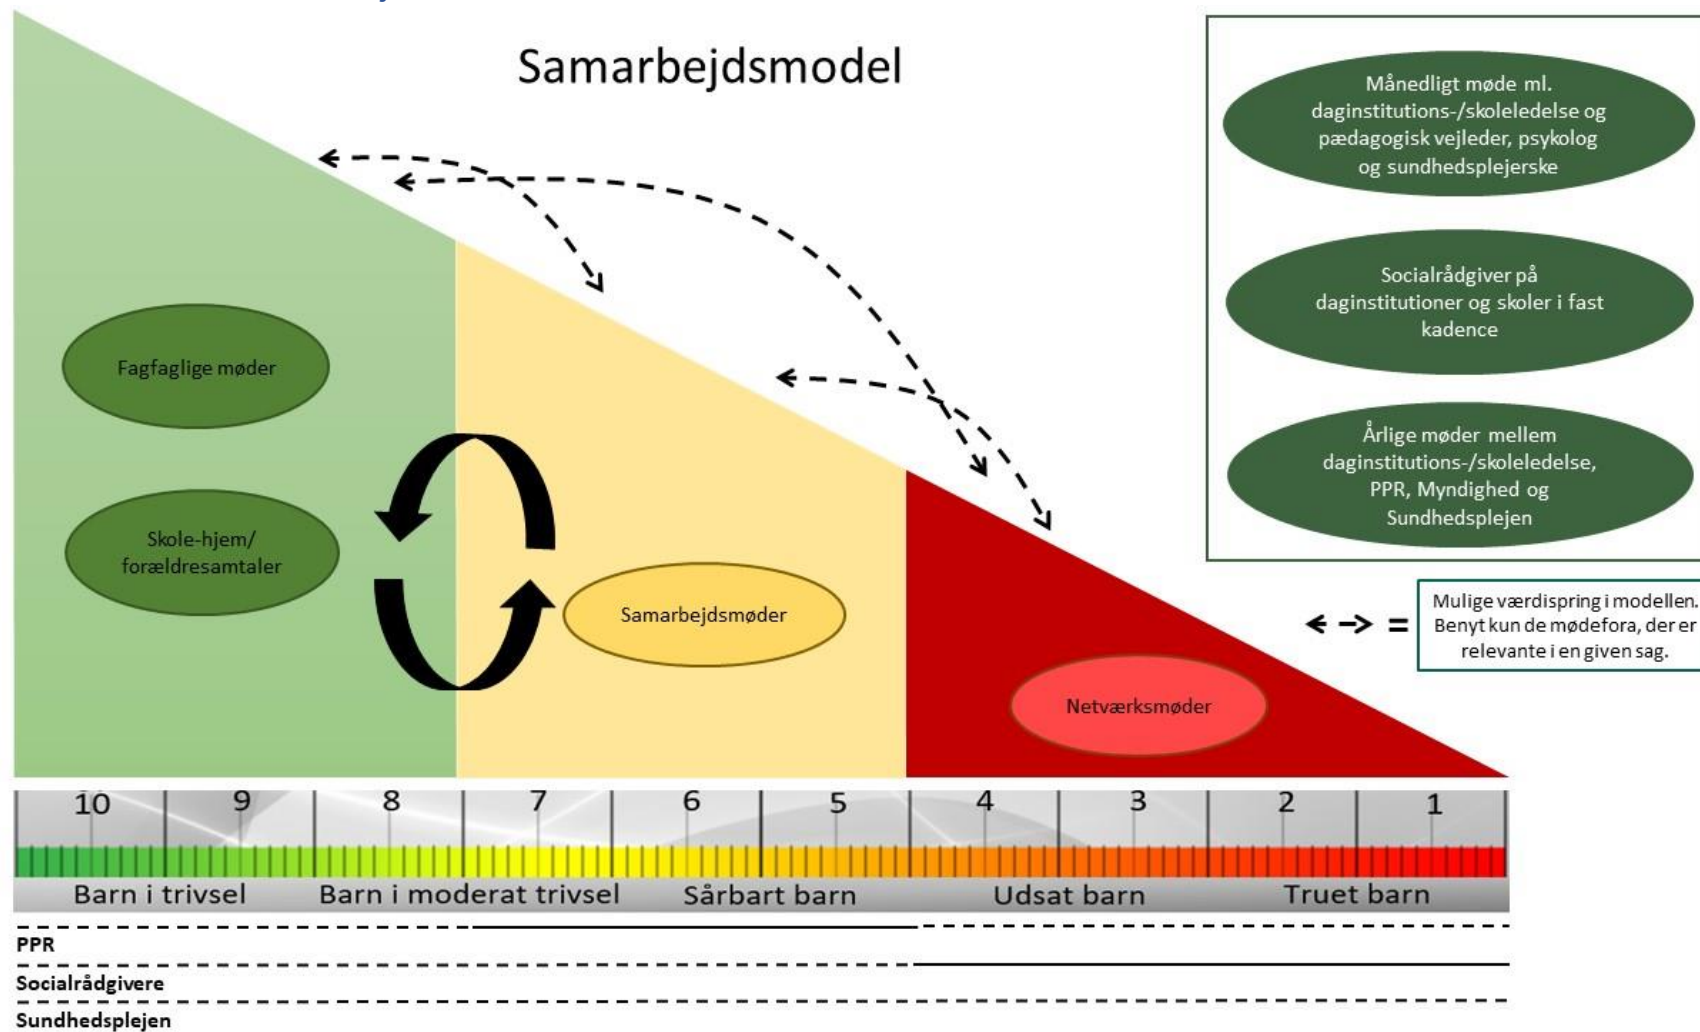 Samarbejdsmodel
Månedligt møde ml.
daginstitutions-/skoleledelse og
pædagogisk vejleder, psykolog
og sundhedsplejerske
Socialrådgiver på
daginstitutioner og skoler i fast
kadence
Årlige møder mellem
daginstitutions-/skoleledelse,
PPR, Myndighed og
Sundhedsplejen
Fagfaglige møder
Skole-hjem/
forældresamtaler
Samarbejdsmøder
Netværksmøder
=
Mulige værdispring i modellen.
Benyt kun de mødefora, der er
relevante i en given sag.
10 9 8 7 6 5 4 3 2 1
Barn i trivsel Barn i moderat trivsel Sårbart barn Udsat barn Truet barn
PPR
Socialrådgivere
Sundhedsplejen